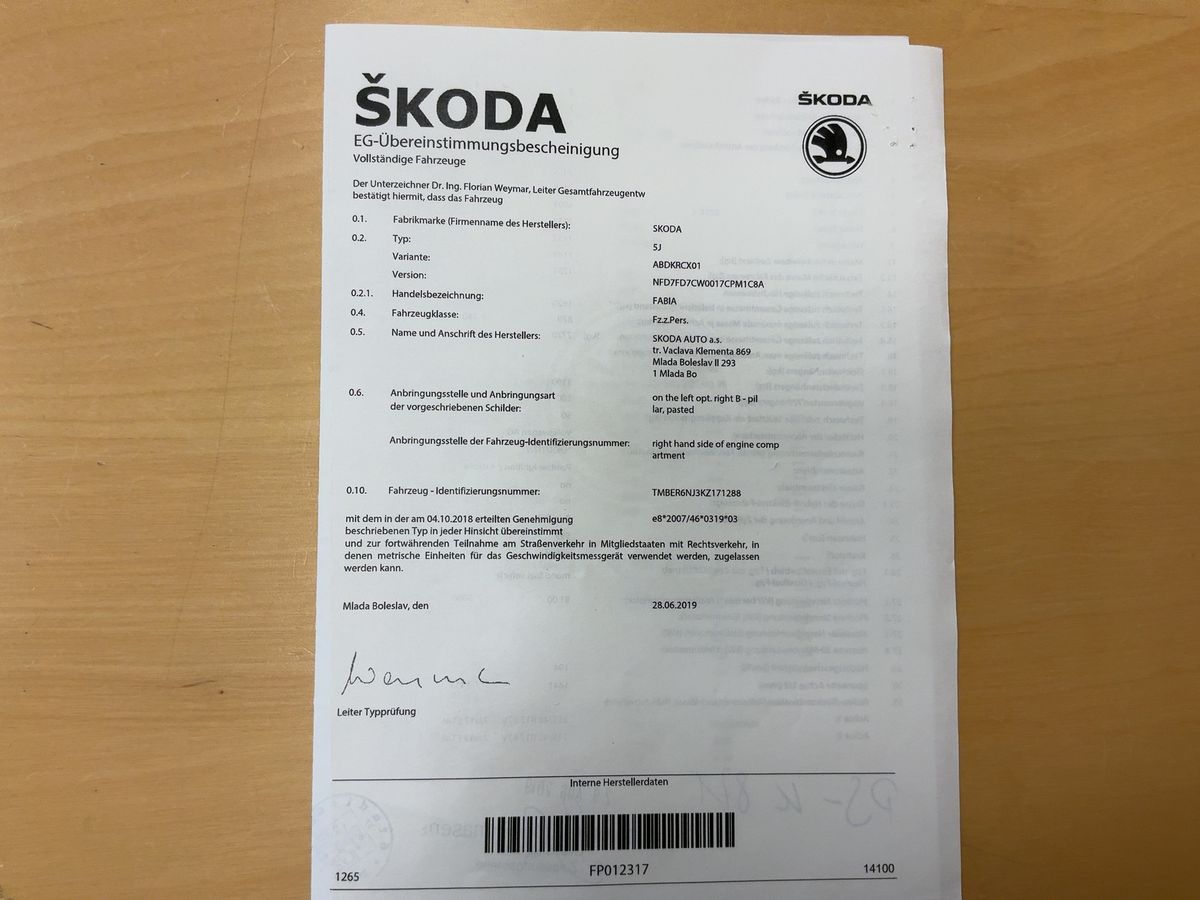 ŠKODA
ŠKODA
EG-Übereinstimmungsbescheinigung
Vollständige Fahrzeuge
Der Unterzeichner Dr. Ing. Florian Weymar, Leiter Gesamtfahrzeugentw
bestätigt hiermit, dass das Fahrzeug
0.1. Fabrikmarke (Firmenname des Herstellers): SKODA
0.2. Typ: 5J
Variante: ABDKRCX01
Version: NFD7FD7CW0017CPM1C8A
0.2.1. Handelsbezeichnung: FABIA
0.4. Fahrzeugklasse: Fz.z.Pers.
0.5. Name und Anschrift des Herstellers: SKODA AUTO a.s.
tr. Vaclava Klementa 869
Mlada Boleslav II 293
1 Mlada Bo
0.6. Anbringungsstelle und Anbringungsart on the left opt. right B - pil
der vorgeschriebenen Schilder: lar, pasted
Anbringungsstelle der Fahrzeug-Identifizierungsnummer: right hand side of engine comp
artment
0.10. Fahrzeug - Identifizierungsnummer: TMBER6NJ3KZ171288
mit dem in der am 04.10.2018 erteilten Genehmigung e8*2007/46*0319*03
beschriebenen Typ in jeder Hinsicht übereinstimmt
und zur fortwährenden Teilnahme am Straßenverkehr in Mitgliedstaaten mit Rechtsverkehr, in
denen metrische Einheiten für das Geschwindigkeitsmessgerät verwendet werden, zugelassen
werden kann.
Mlada Boleslav, den 28.06.2019
Leiter Typprüfung
Interne Herstellerdaten
1265 FP012317 14100